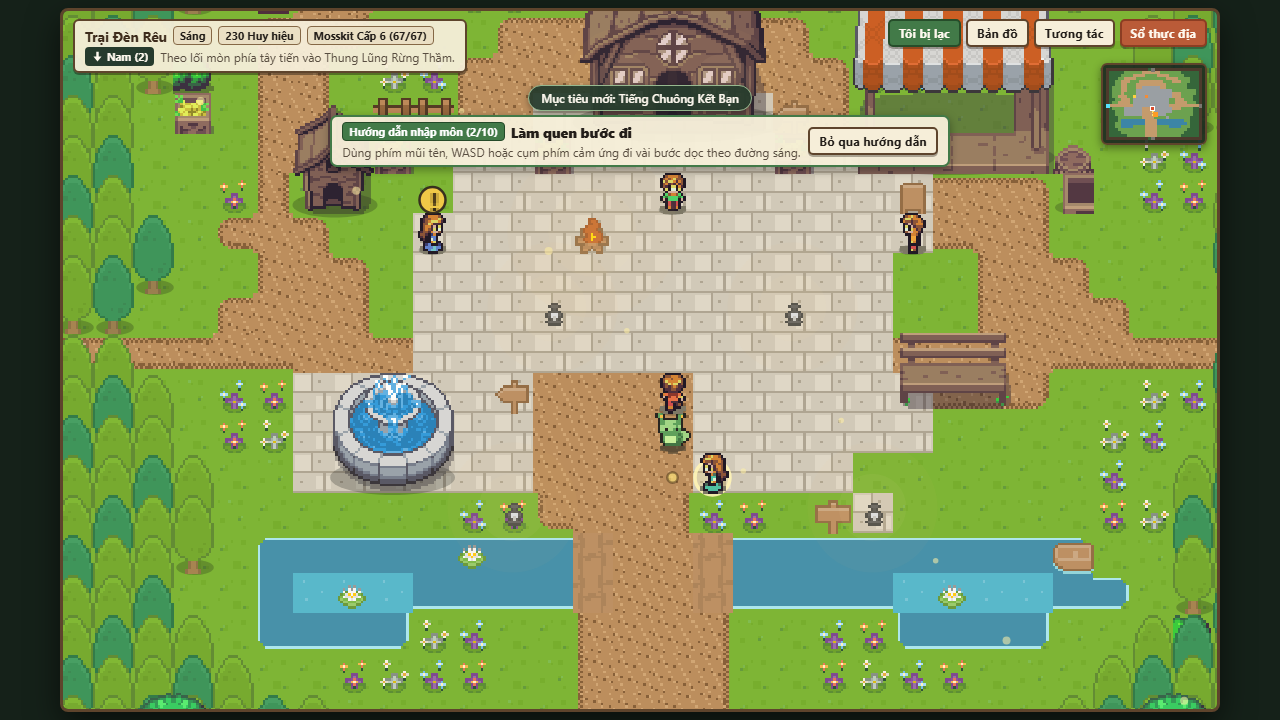 Trại Đèn Rêu
Sáng
230 Huy hiệu
Mosskit Cấp 6 (67/67)
Nam (2)
Theo lối mòn phía tây tiến vào Thung Lũng Rừng Thẳm.
Tôi bị lạc
Bản đồ
Tương tác
Sổ thực địa
Mục tiêu mới: Tiếng Chuông Kết Bạn
Hướng dẫn nhập môn (2/10)
Làm quen bước đi
Dùng phím mũi tên, WASD hoặc cụm phím cảm ứng đi vài bước dọc theo đường sáng.
Bỏ qua hướng dẫn